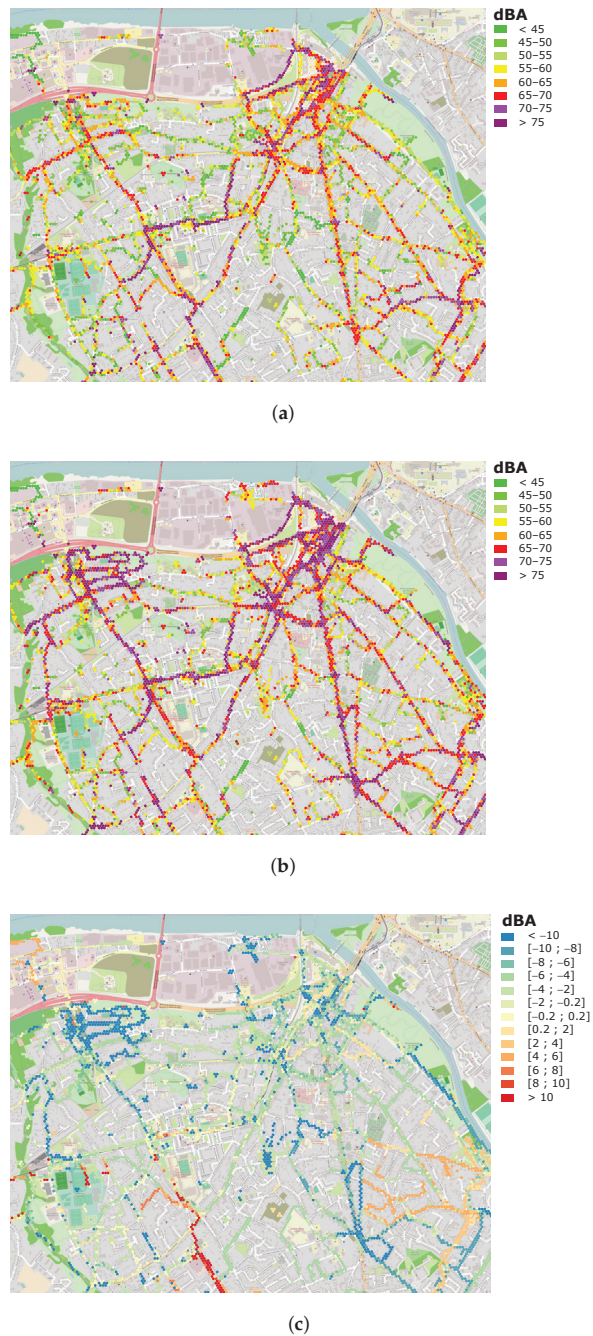 dBA
< 45
45–50
50–55
55–60
60–65
65–70
70–75
> 75
(a)
dBA
< 45
45–50
50–55
55–60
60–65
65–70
70–75
> 75
(b)
dBA
< –10
[–10 ; –8]
[–8 ; –6]
[–6 ; –4]
[–4 ; –2]
[–2 ; –0.2]
[–0.2 ; 0.2]
[0.2 ; 2]
[2 ; 4]
[4 ; 6]
[6 ; 8]
[8 ; 10]
> 10
(c)